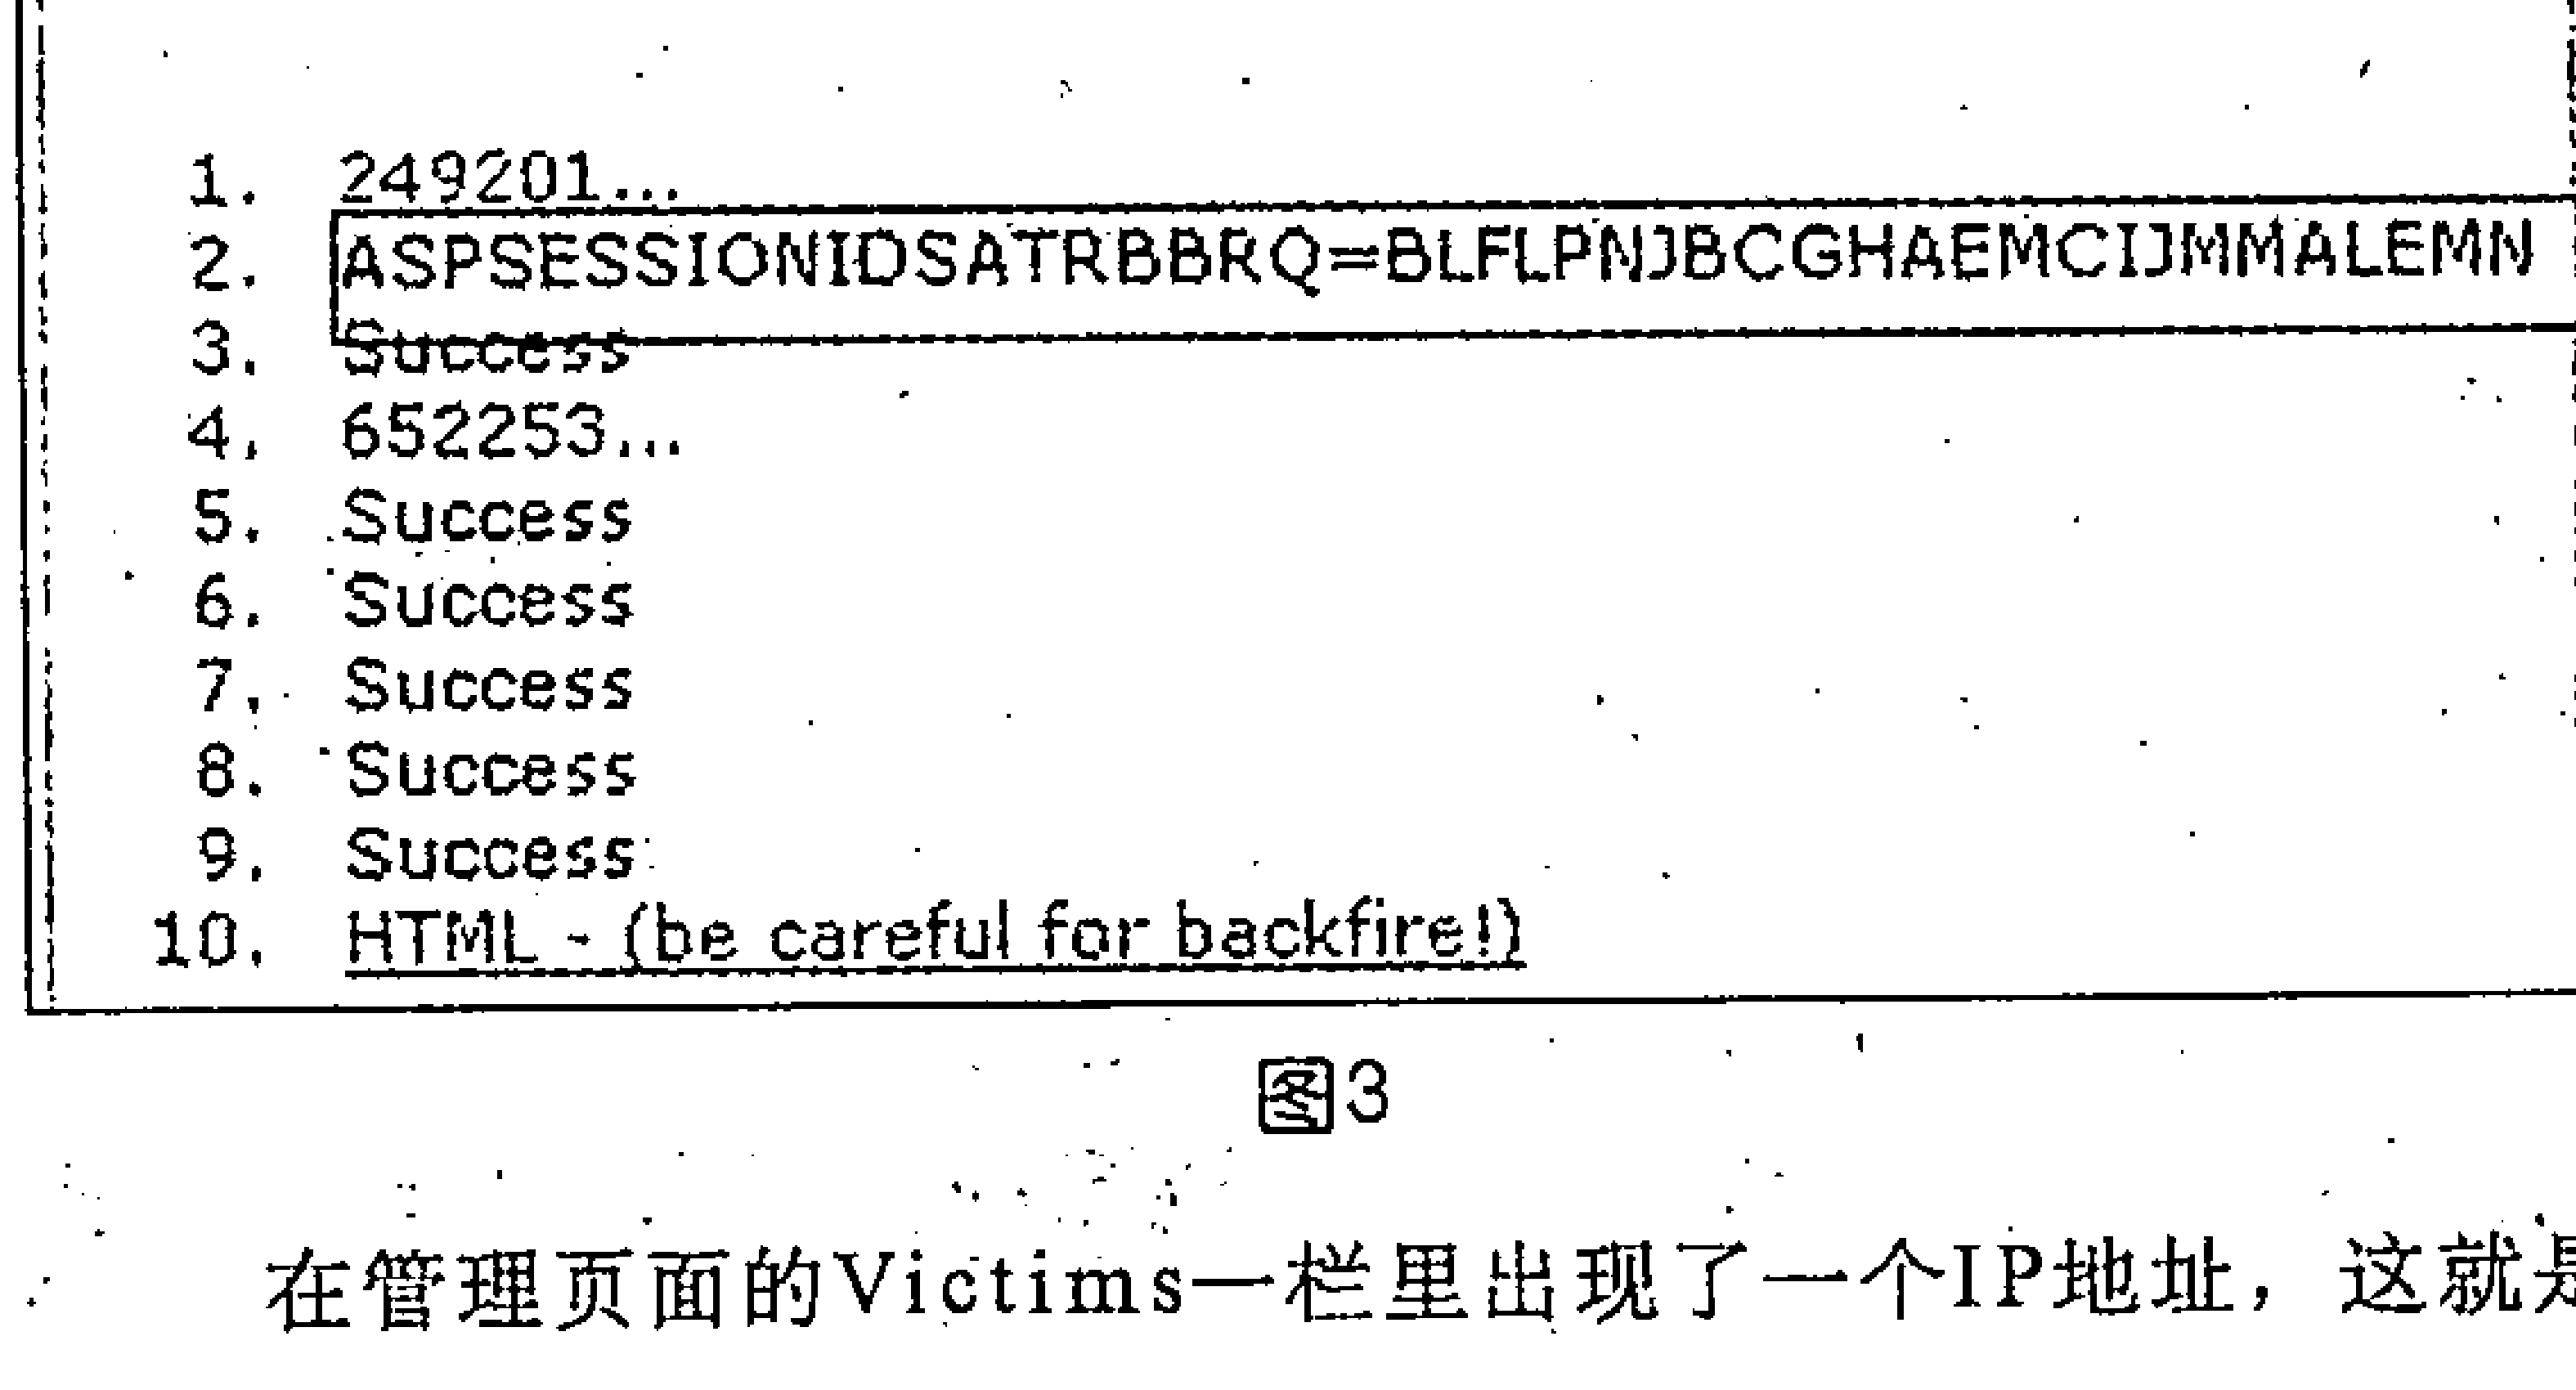 1. 249201...
2. ASPSESSIONIDSATRBBRQ=BLFLPNJBCGHAEMCIJMMALEMN
3. Success
4. 652253...
5. Success
6. Success
7. Success
8. Success
9. Success
10. HTML - (be careful for backfire!)
图3
在管理页面的Victims一栏里出现了一个IP地址，这就是